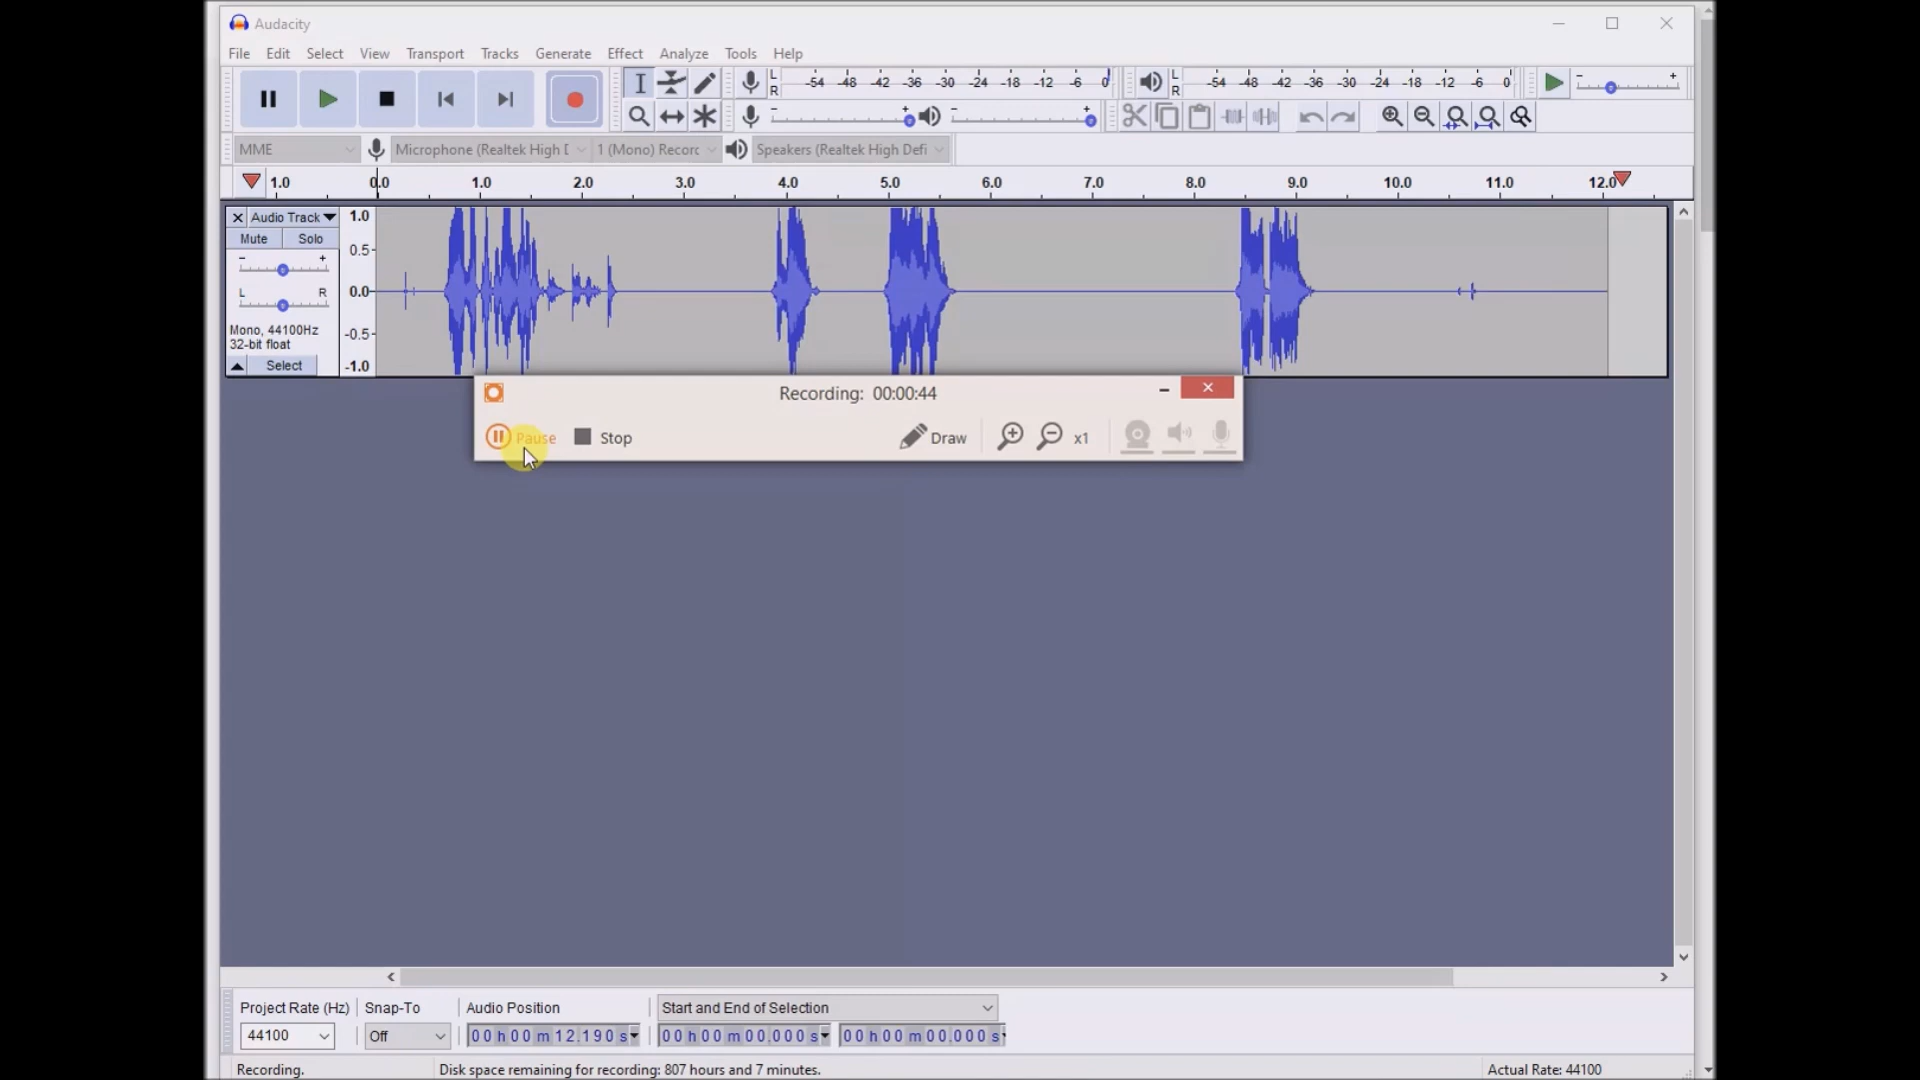 Audacity
File Edit Select View Transport Tracks Generate Effect Analyze Tools Help
L R -54 -48 -42 -36 -30 -24 -18 -12 -6 0 L R -54 -48 -42 -36 -30 -24 -18 -12 -6 0 - +
- + - +
MME Microphone (Realtek High D 1 (Mono) Recorc Speakers (Realtek High Defi
1.0 0.0 1.0 2.0 3.0 4.0 5.0 6.0 7.0 8.0 9.0 10.0 11.0 12.0
Audio Track 1.0
Mute Solo
- + 0.5
L R 0.0
Mono, 44100Hz -0.5
32-bit float
Select -1.0
Recording: 00:00:44
Pause Stop Draw x1
Project Rate (Hz) Snap-To Audio Position Start and End of Selection
44100 Off 00 h 00 m 12.190 s 00 h 00 m 00.000 s 00 h 00 m 00.000 s
Recording. Disk space remaining for recording: 807 hours and 7 minutes. Actual Rate: 44100